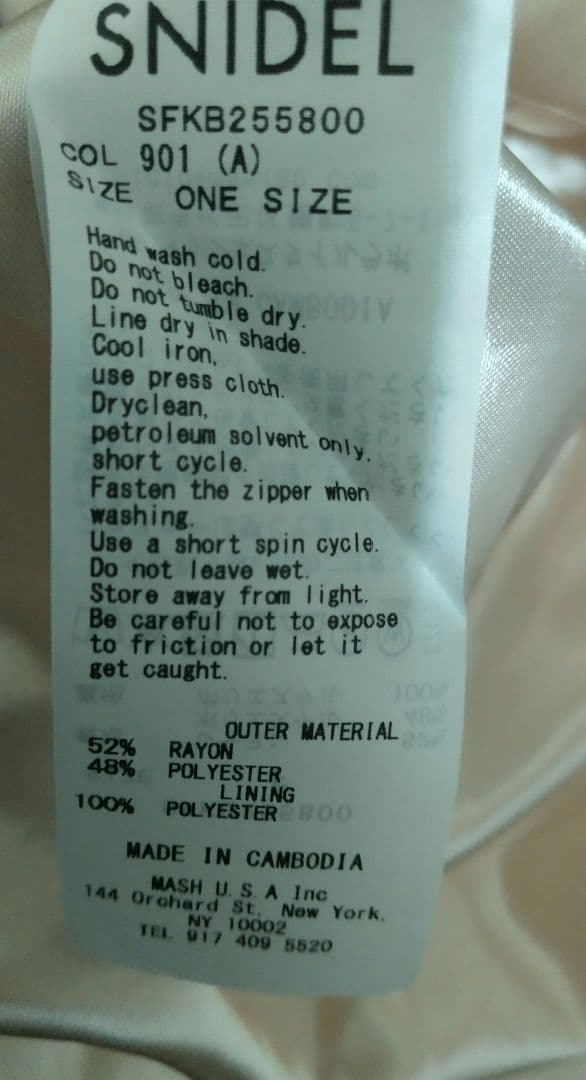 SNIDEL
SFKB255800
COL 901 (A)
SIZE ONE SIZE
Hand wash cold.
Do not bleach.
Do not tumble dry.
Line dry in shade.
Cool iron,
use press cloth.
Dryclean,
petroleum solvent only.
short cycle.
Fasten the zipper when
washing.
Use a short spin cycle.
Do not leave wet.
Store away from light.
Be careful not to expose
to friction or let it
get caught.
OUTER MATERIAL
52% RAYON
48% POLYESTER
LINING
100% POLYESTER
MADE IN CAMBODIA
MASH U.S.A Inc
144 Orchard St, New York,
NY 10002
TEL 917 409 5520